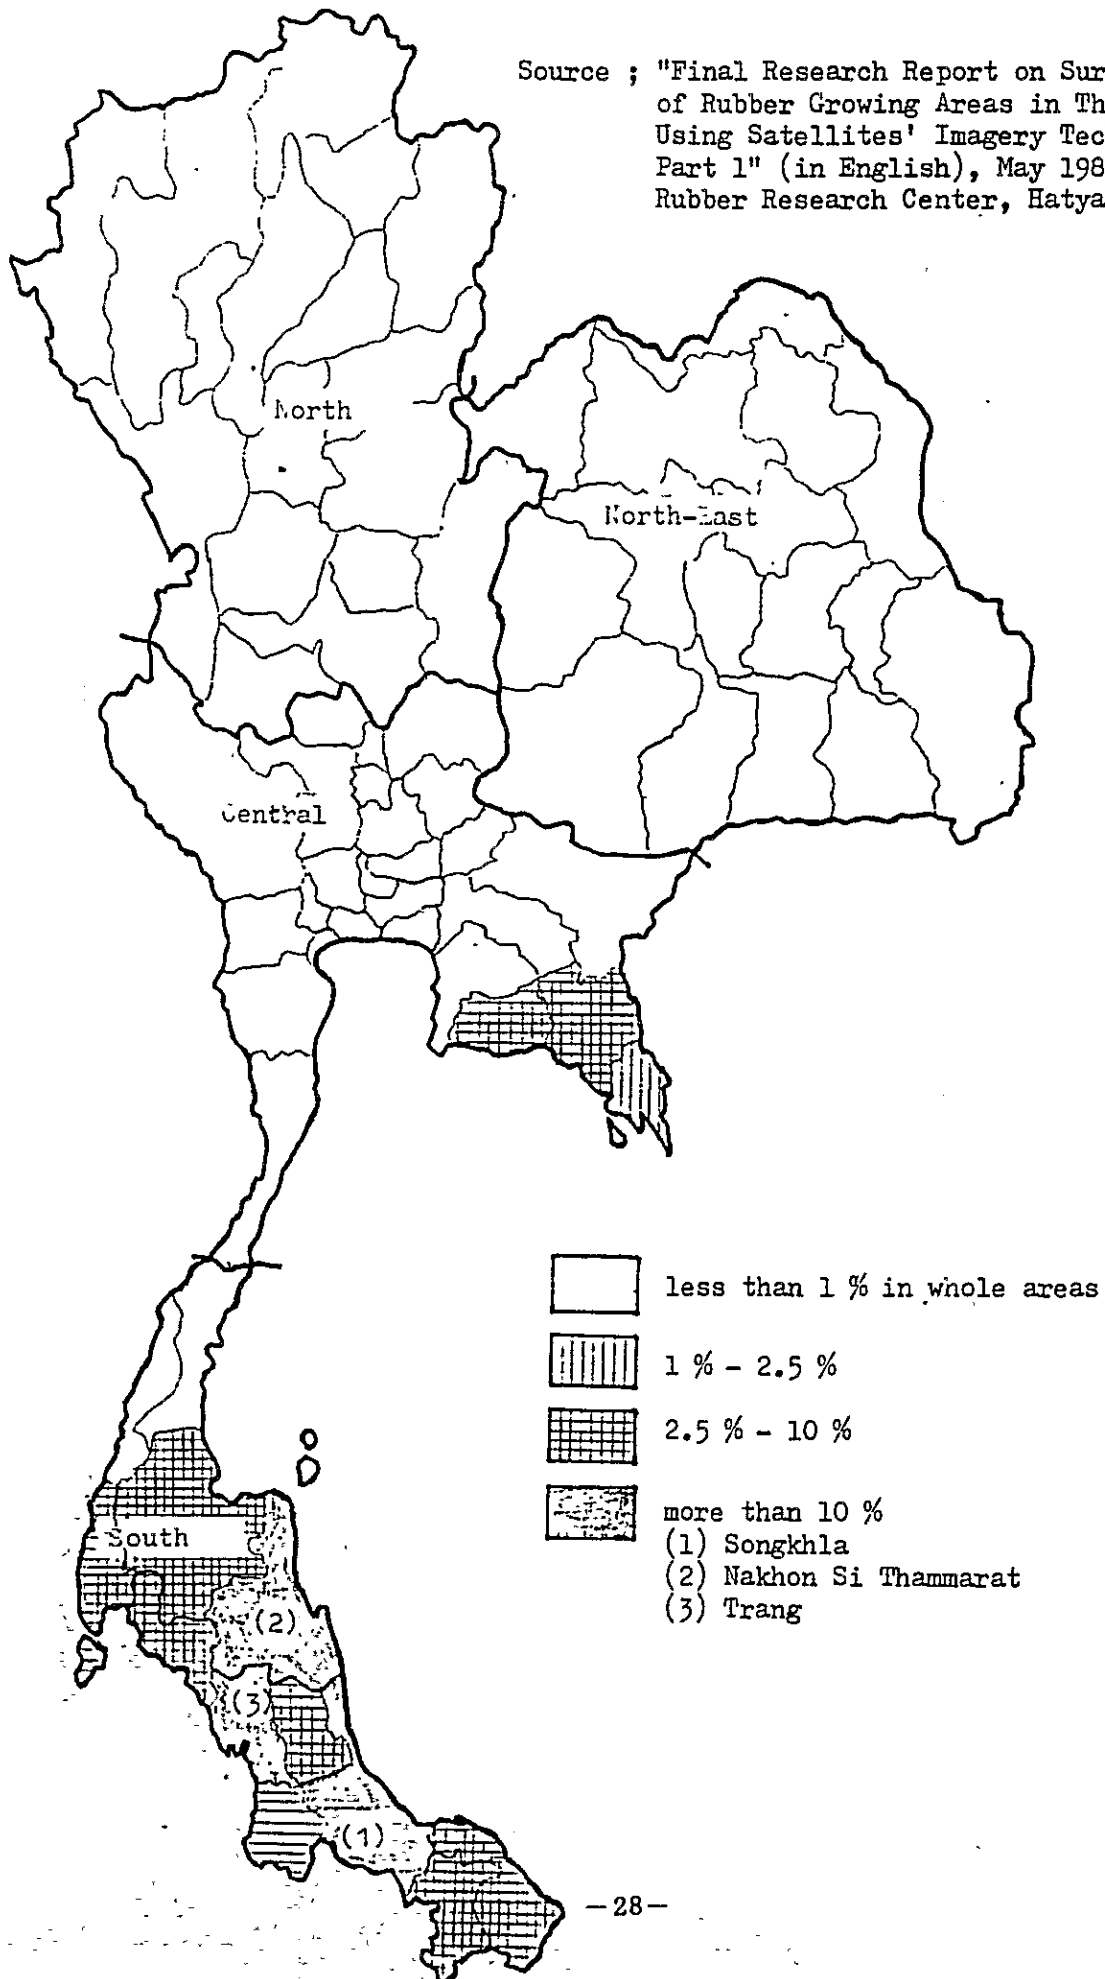 Source ; "Final Research Report on Sur
of Rubber Growing Areas in Th
Using Satellites' Imagery Tec
Part 1" (in English), May 198
Rubber Research Center, Hatya
North
North-East
Central
less than 1 % in whole areas
1 % - 2.5 %
2.5 % - 10 %
more than 10 %
(1) Songkhla
(2) Nakhon Si Thammarat
(3) Trang
South
(2)
(3)
(1)
-28-